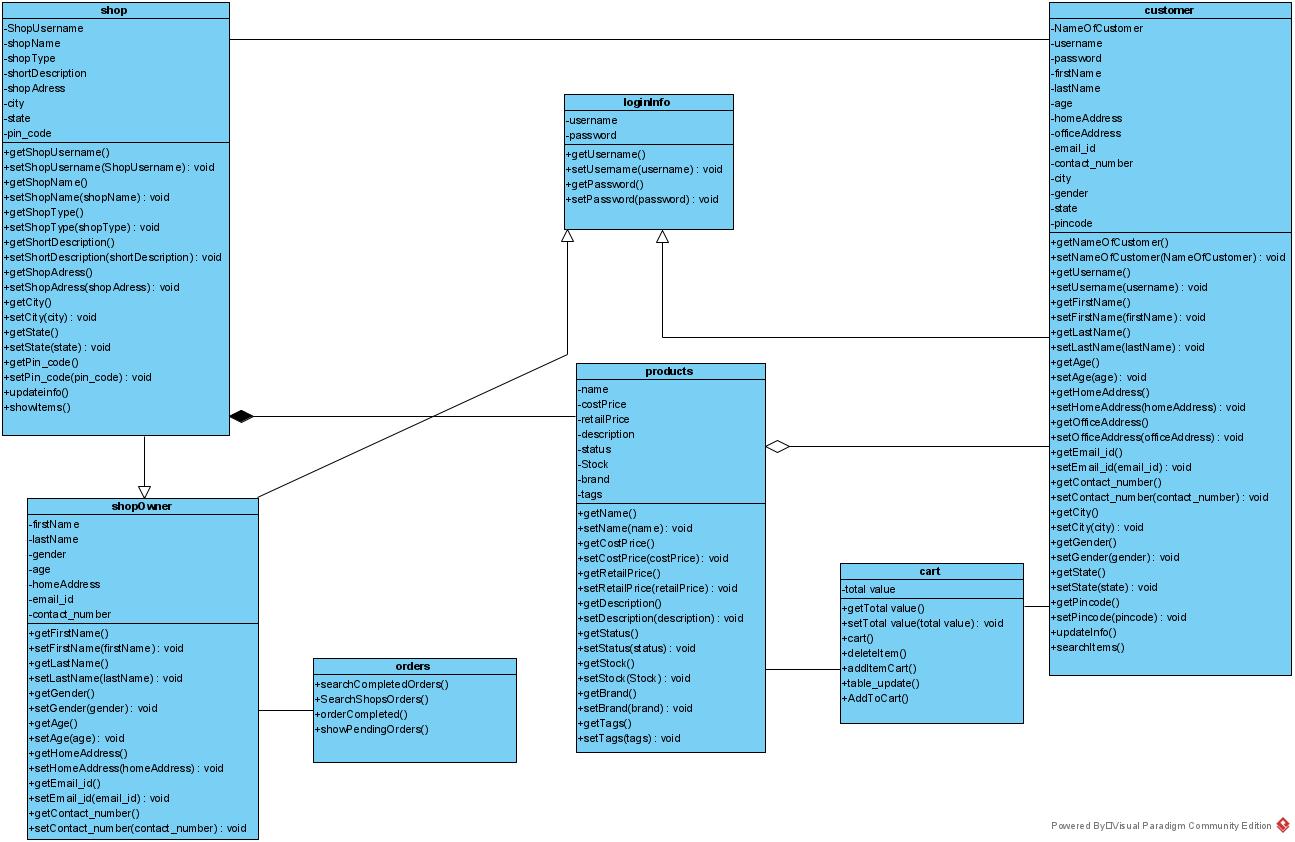 shop
-ShopUsername
-shopName
-shopType
-shortDescription
-shopAdress
-city
-state
-pin_code
+getShopUsername()
+setShopUsername(ShopUsername) : void
+getShopName()
+setShopName(shopName) : void
+getShopType()
+setShopType(shopType) : void
+getShortDescription()
+setShortDescription(shortDescription) : void
+getShopAdress()
+setShopAdress(shopAdress) : void
+getCity()
+setCity(city) : void
+getState()
+setState(state) : void
+getPin_code()
+setPin_code(pin_code) : void
+updateinfo()
+showItems()
loginInfo
-username
-password
+getUsername()
+setUsername(username) : void
+getPassword()
+setPassword(password) : void
customer
-NameOfCustomer
-username
-password
-firstName
-lastName
-age
-homeAddress
-officeAddress
-email_id
-contact_number
-city
-gender
-state
-pincode
+getNameOfCustomer()
+setNameOfCustomer(NameOfCustomer) : void
+getUsername()
+setUsername(username) : void
+getFirstName()
+setFirstName(firstName) : void
+getLastName()
+setLastName(lastName) : void
+getAge()
+setAge(age) : void
+getHomeAddress()
+setHomeAddress(homeAddress) : void
+getOfficeAddress()
+setOfficeAddress(officeAddress) : void
+getEmail_id()
+setEmail_id(email_id) : void
+getContact_number()
+setContact_number(contact_number) : void
+getCity()
+setCity(city) : void
+getGender()
+setGender(gender) : void
+getState()
+setState(state) : void
+getPincode()
+setPincode(pincode) : void
+updateInfo()
+searchItems()
products
-name
-costPrice
-retailPrice
-description
-status
-Stock
-brand
-tags
+getName()
+setName(name) : void
+getCostPrice()
+setCostPrice(costPrice) : void
+getRetailPrice()
+setRetailPrice(retailPrice) : void
+getDescription()
+setDescription(description) : void
+getStatus()
+setStatus(status) : void
+getStock()
+setStock(Stock) : void
+getBrand()
+setBrand(brand) : void
+getTags()
+setTags(tags) : void
shopOwner
-firstName
-lastName
-gender
-age
-homeAddress
-email_id
-contact_number
+getFirstName()
+setFirstName(firstName) : void
+getLastName()
+setLastName(lastName) : void
+getGender()
+setGender(gender) : void
+getAge()
+setAge(age) : void
+getHomeAddress()
+setHomeAddress(homeAddress) : void
+getEmail_id()
+setEmail_id(email_id) : void
+getContact_number()
+setContact_number(contact_number) : void
orders
+searchCompletedOrders()
+SearchShopsOrders()
+orderCompleted()
+showPendingOrders()
cart
-total value
+getTotal value()
+setTotal value(total value) : void
+cart()
+deleteItem()
+addItemCart()
+table_update()
+AddToCart()
Powered By□Visual Paradigm Community Edition